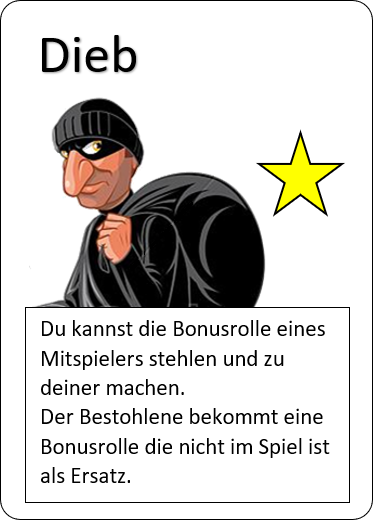 Dieb
Du kannst die Bonusrolle eines
Mitspielers stehlen und zu
deiner machen.
Der Bestohlene bekommt eine
Bonusrolle die nicht im Spiel ist
als Ersatz.